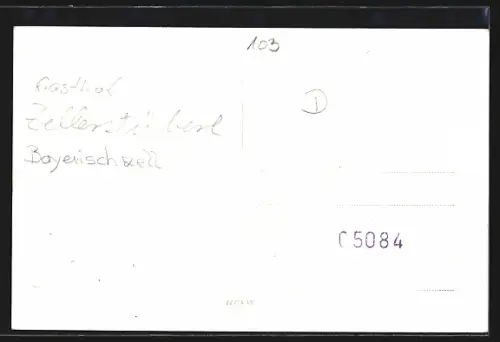 103
Gasthof
Zellerstüberl
Bayerischzell
D
C5084